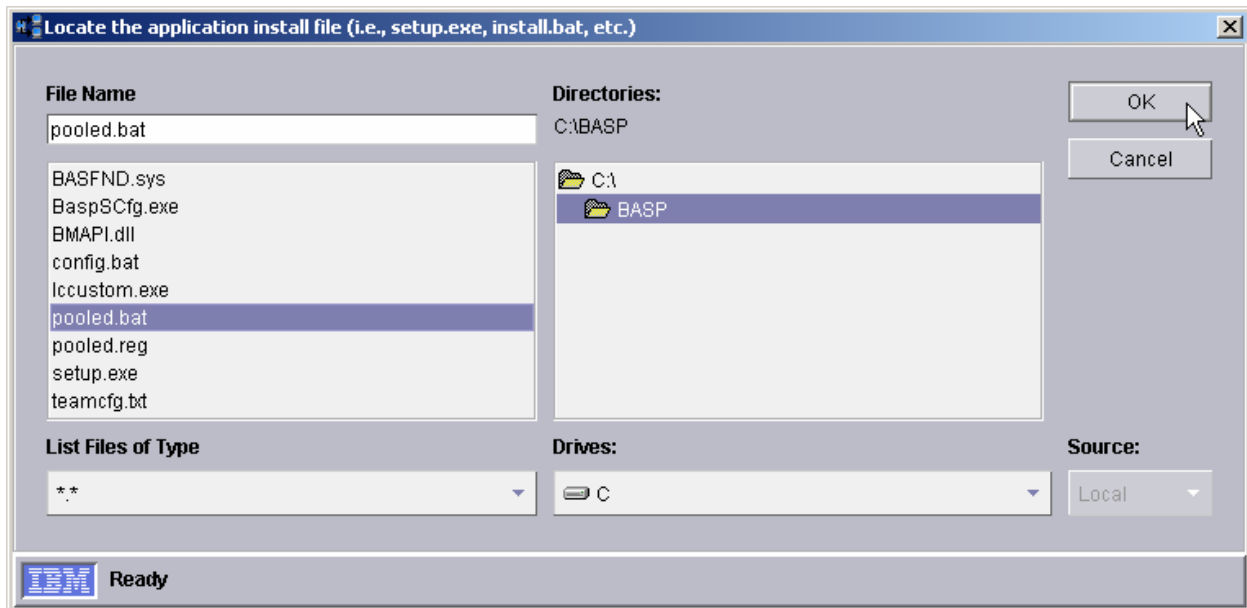 Locate the application install file (i.e., setup.exe, install.bat, etc.)
File Name
pooled.bat
BASFND.sys
BaspSCfg.exe
BMAPI.dll
config.bat
lccustom.exe
pooled.bat
pooled.reg
setup.exe
teamcfg.txt
List Files of Type
*.*
Directories:
C:\BASP
C:\
BASP
Drives:
C
OK
Cancel
Source:
Local
IBM Ready